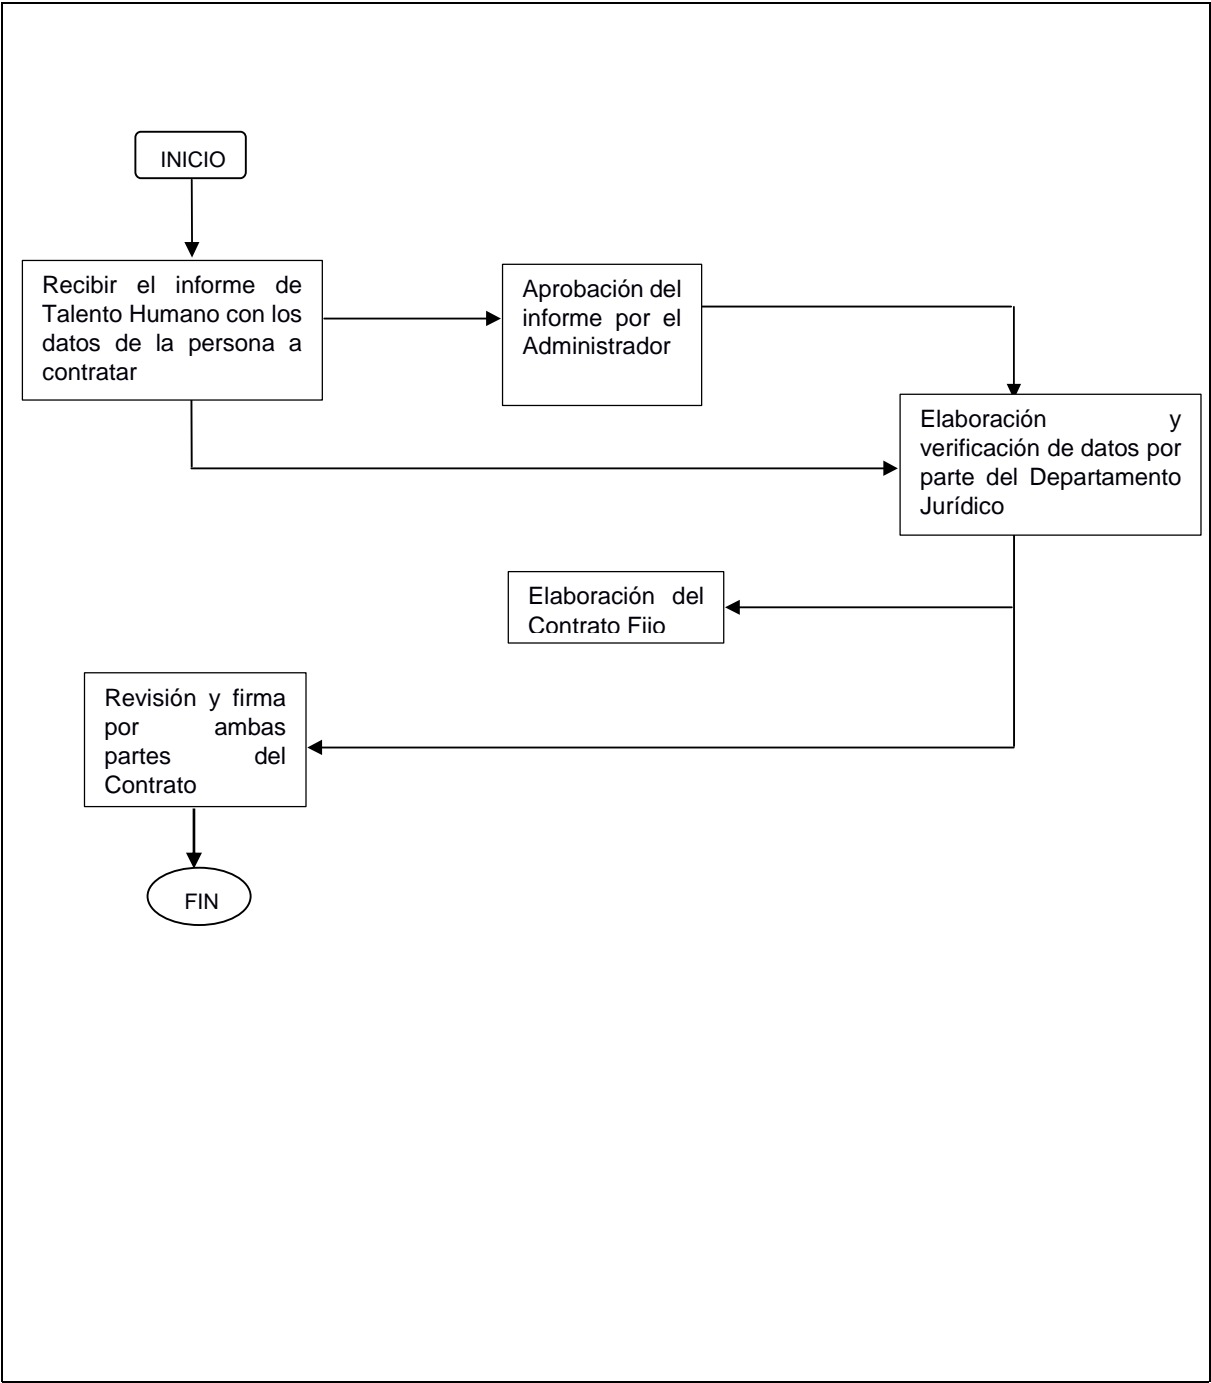 INICIO
Recibir el informe de
Talento Humano con los
datos de la persona a
contratar
Aprobación del
informe por el
Administrador
Elaboración y
verificación de datos por
parte del Departamento
Jurídico
Elaboración del
Contrato Fijo
Revisión y firma
por ambas
partes del
Contrato
FIN